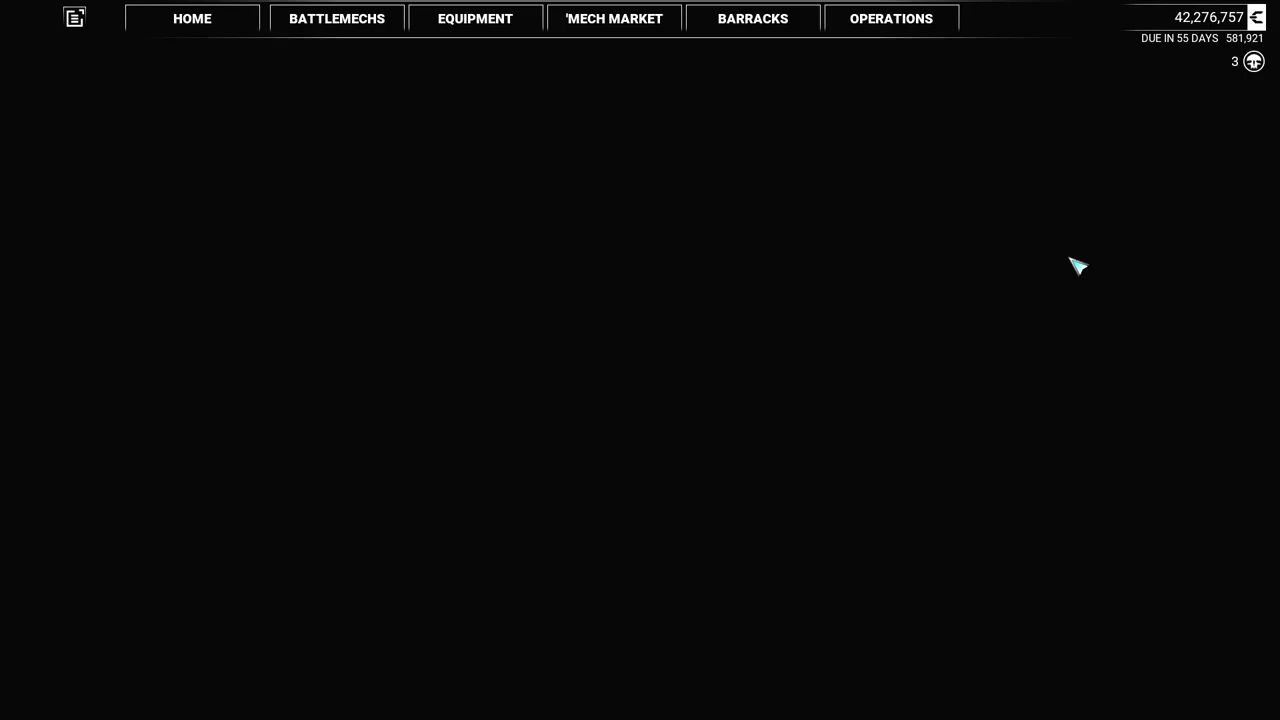 HOME BATTLEMECHS EQUIPMENT 'MECH MARKET BARRACKS OPERATIONS 42,276,757
DUE IN 55 DAYS 581,921
3